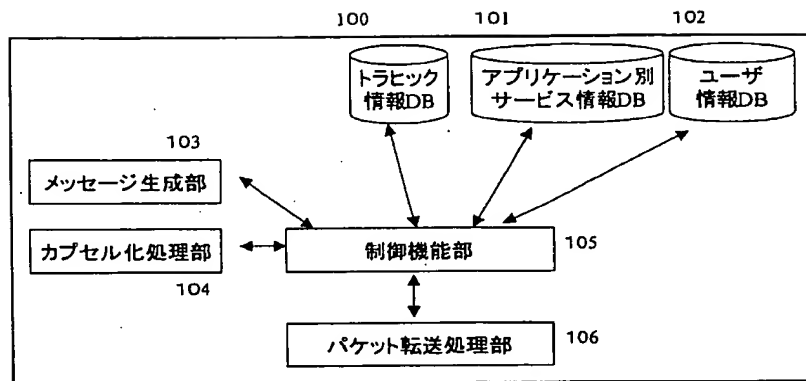 100 101 102
トラヒック
情報DB
アプリケーション別
サービス情報DB
ユーザ
情報DB
103
メッセージ生成部
カプセル化処理部
104
制御機能部 105
パケット転送処理部 106